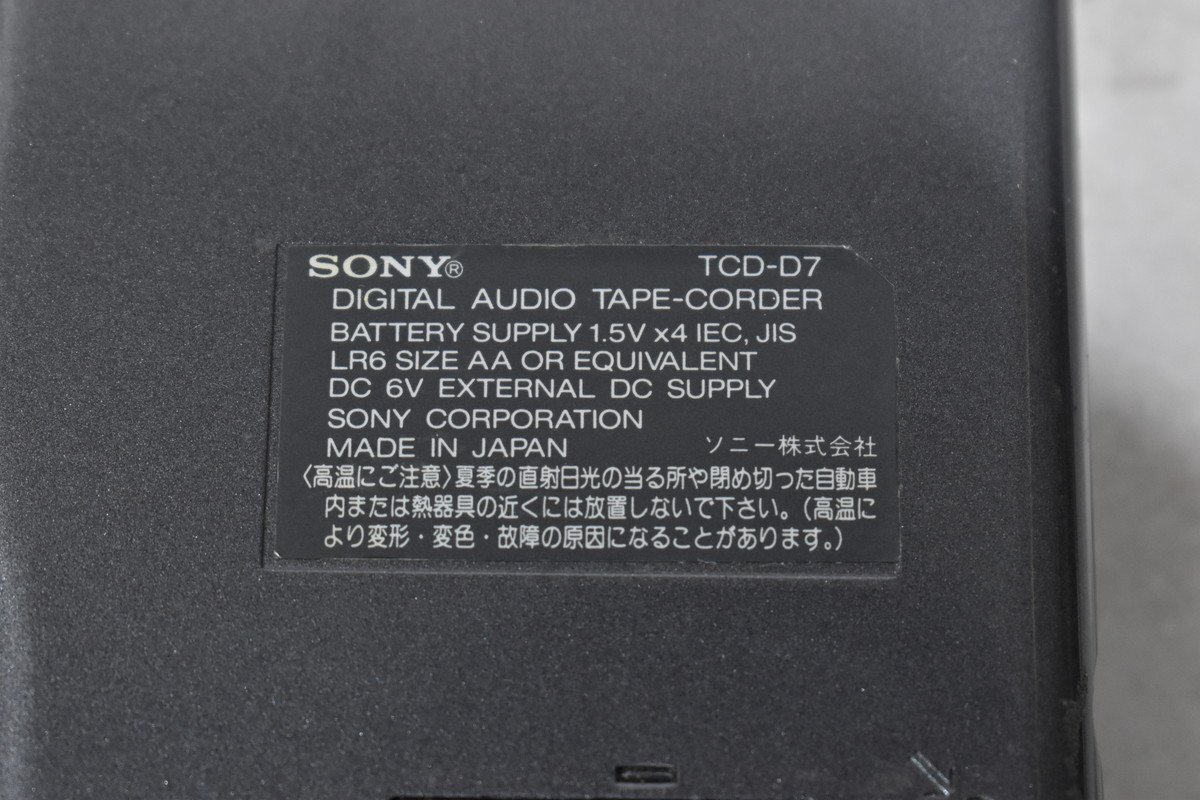 SONY® TCD-D7
DIGITAL AUDIO TAPE-CORDER
BATTERY SUPPLY 1.5V x4 IEC, JIS
LR6 SIZE AA OR EQUIVALENT
DC 6V EXTERNAL DC SUPPLY
SONY CORPORATION
MADE IN JAPAN ソニー株式会社
〈高温にご注意〉夏季の直射日光の当る所や閉め切った自動車
内または熱器具の近くには放置しないで下さい。(高温に
より変形・変色・故障の原因になることがあります。)